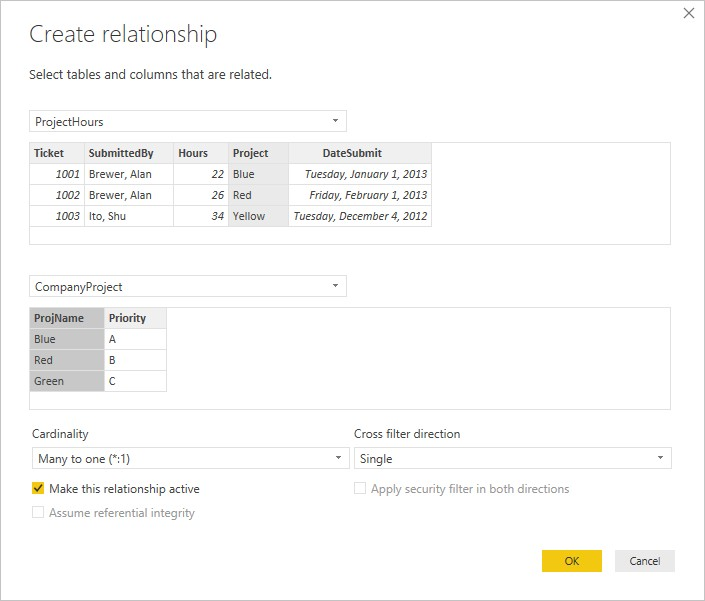 Create relationship
Select tables and columns that are related.
ProjectHours
Ticket SubmittedBy Hours Project DateSubmit
1001 Brewer, Alan 22 Blue Tuesday, January 1, 2013
1002 Brewer, Alan 26 Red Friday, February 1, 2013
1003 Ito, Shu 34 Yellow Tuesday, December 4, 2012
CompanyProject
ProjName Priority
Blue A
Red B
Green C
Cardinality Cross filter direction
Many to one (*:1) Single
Make this relationship active Apply security filter in both directions
Assume referential integrity
OK Cancel